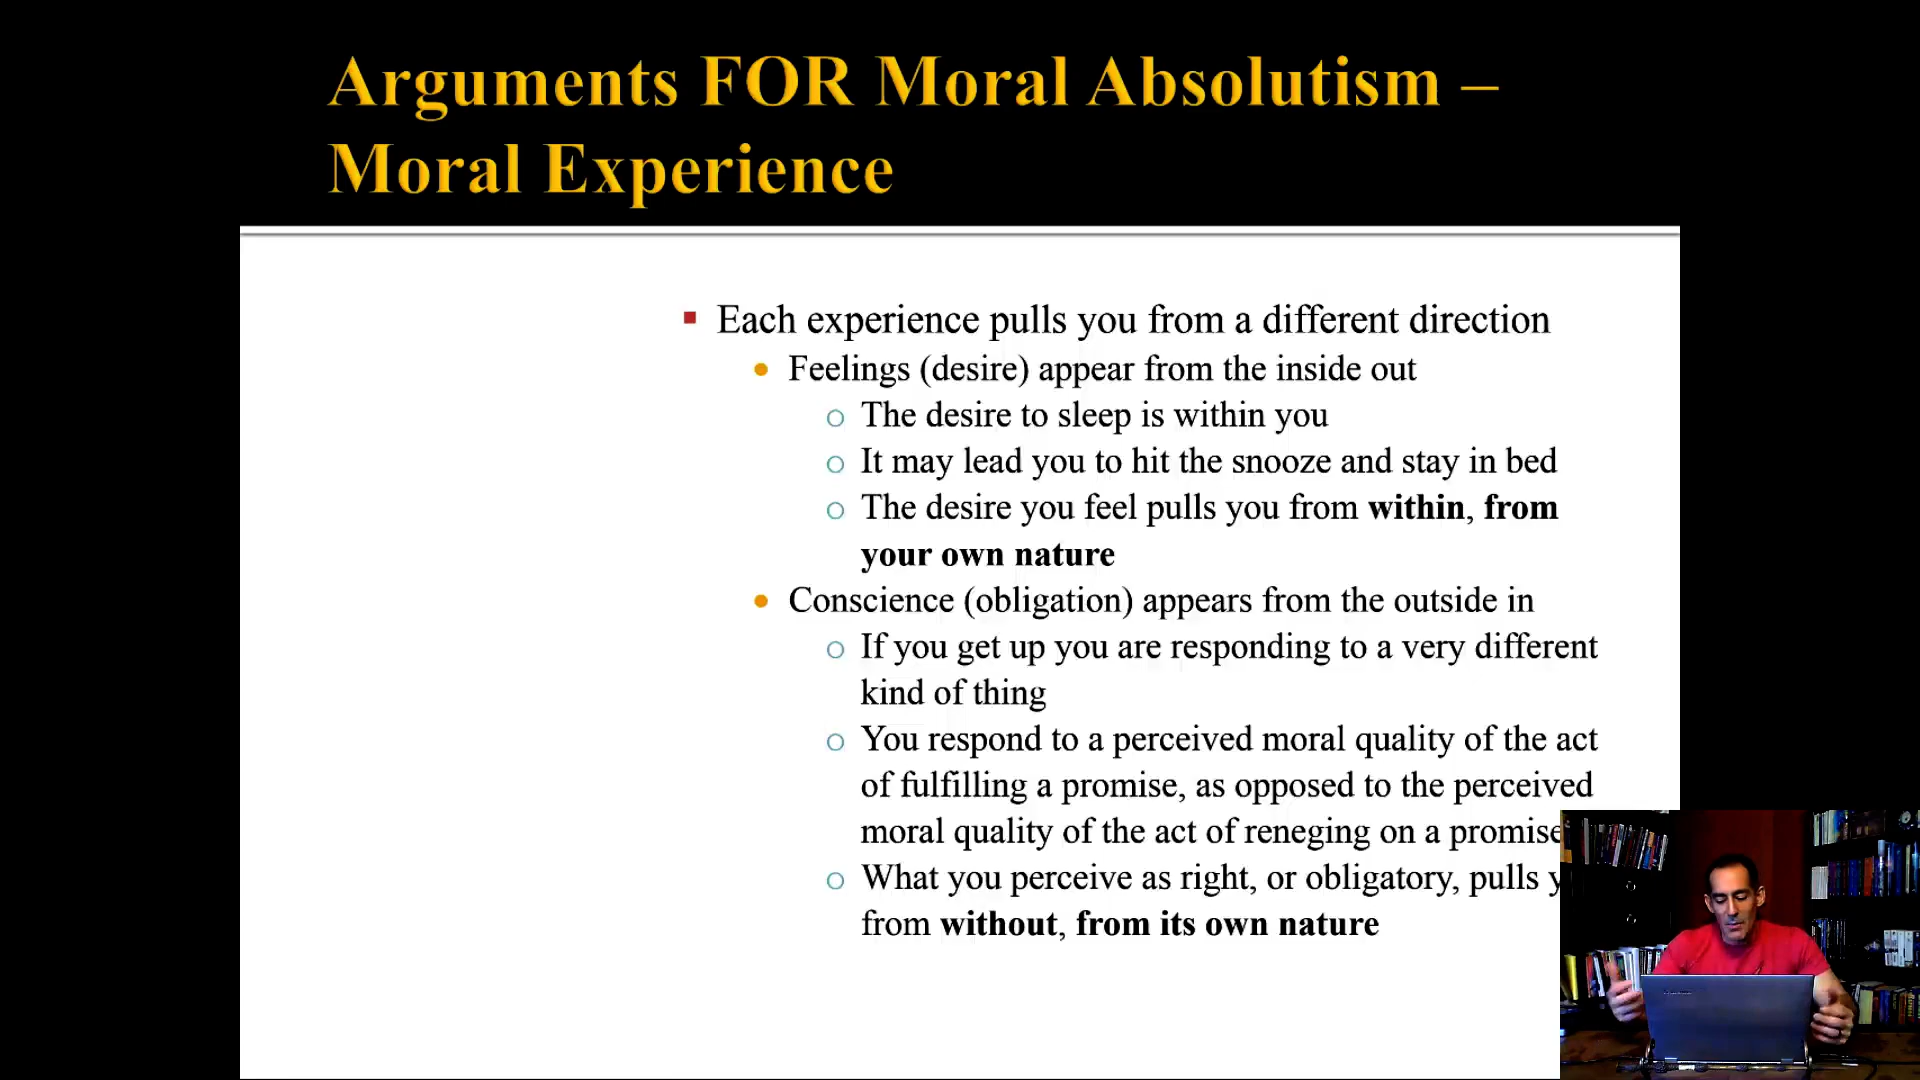 Arguments FOR Moral Absolutism –
Moral Experience
Each experience pulls you from a different direction
Feelings (desire) appear from the inside out
The desire to sleep is within you
It may lead you to hit the snooze and stay in bed
The desire you feel pulls you from within, from
your own nature
Conscience (obligation) appears from the outside in
If you get up you are responding to a very different
kind of thing
You respond to a perceived moral quality of the act
of fulfilling a promise, as opposed to the perceived
moral quality of the act of reneging on a promise
What you perceive as right, or obligatory, pulls
from without, from its own nature